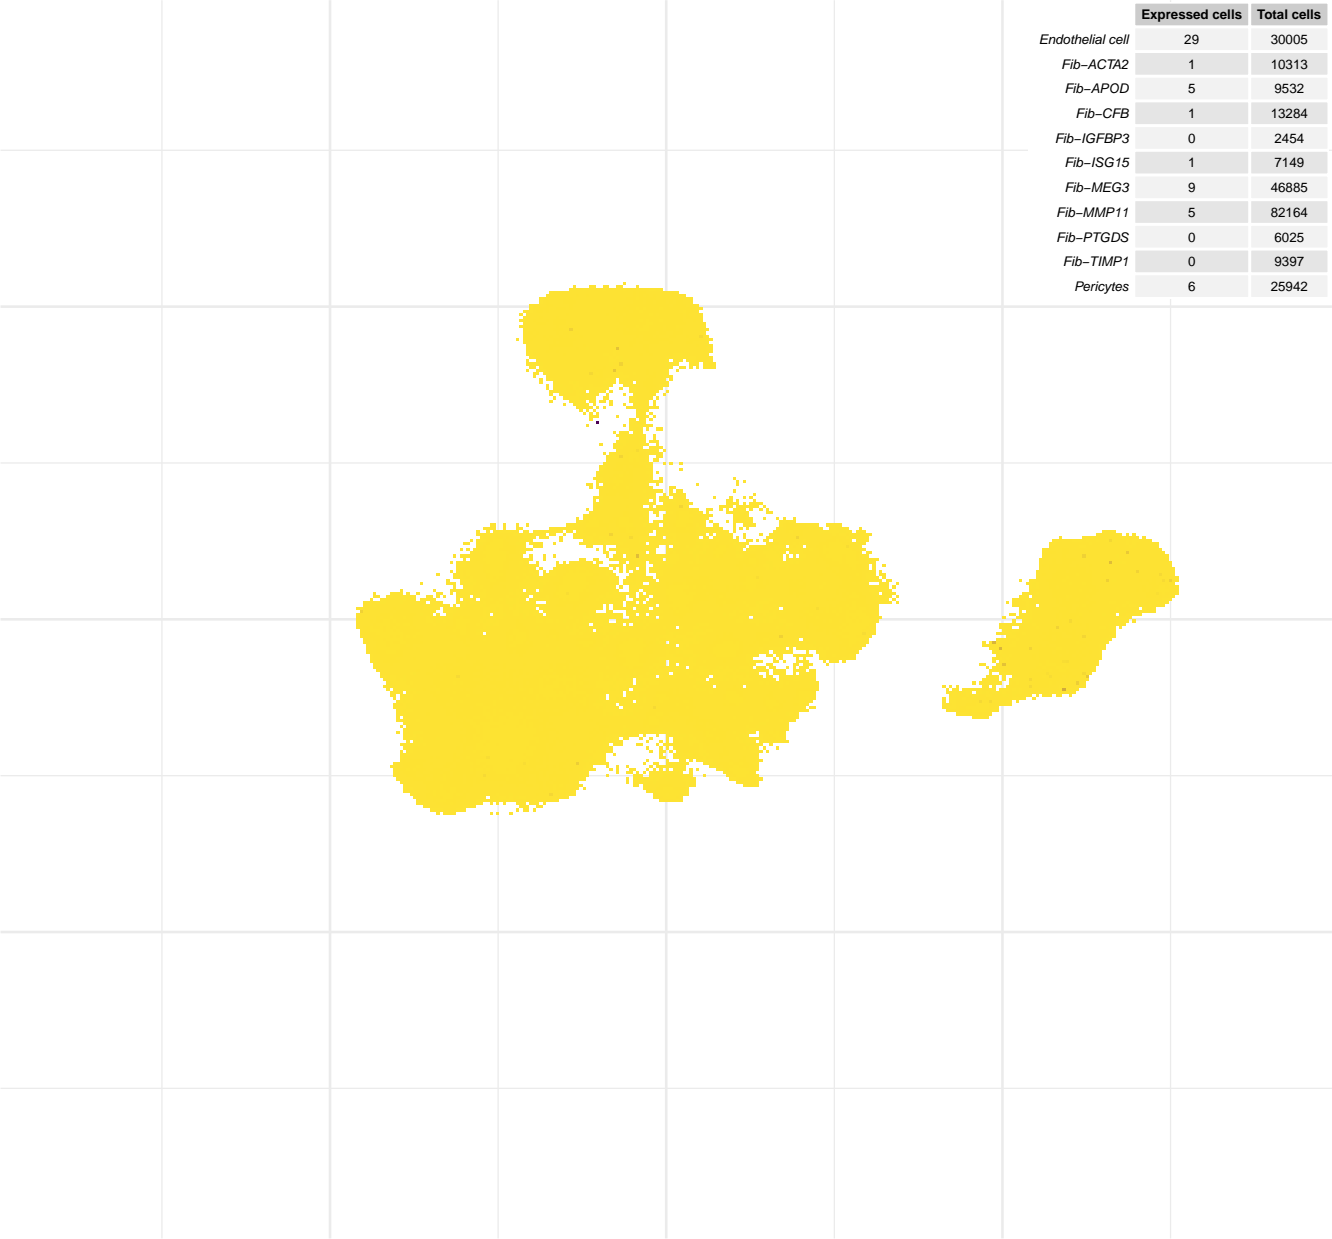 Expressed cells Total cells
Endothelial cell 29 30005
Fib−ACTA2 1 10313
Fib−APOD 5 9532
Fib−CFB 1 13284
Fib−IGFBP3 0 2454
Fib−ISG15 1 7149
Fib−MEG3 9 46885
Fib−MMP11 5 82164
Fib−PTGDS 0 6025
Fib−TIMP1 0 9397
Pericytes 6 25942